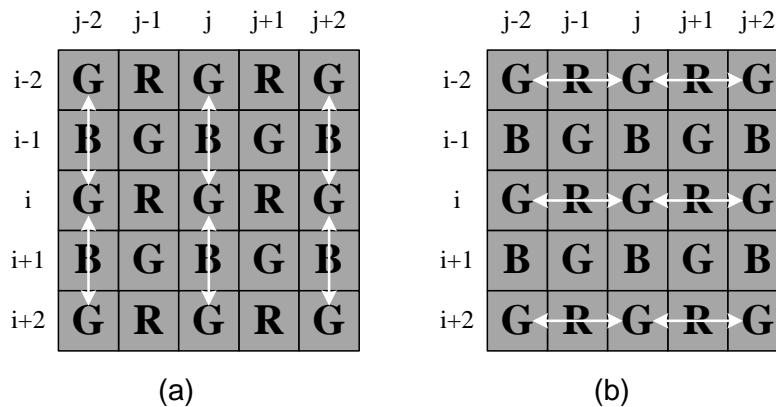 j-2 j-1 j j+1 j+2 j-2 j-1 j j+1 j+2
i-2 G R G R G i-2 G R G R G
i-1 B G B G B i-1 B G B G B
i G R G R G i G R G R G
i+1 B G B G B i+1 B G B G B
i+2 G R G R G i+2 G R G R G
(a) (b)